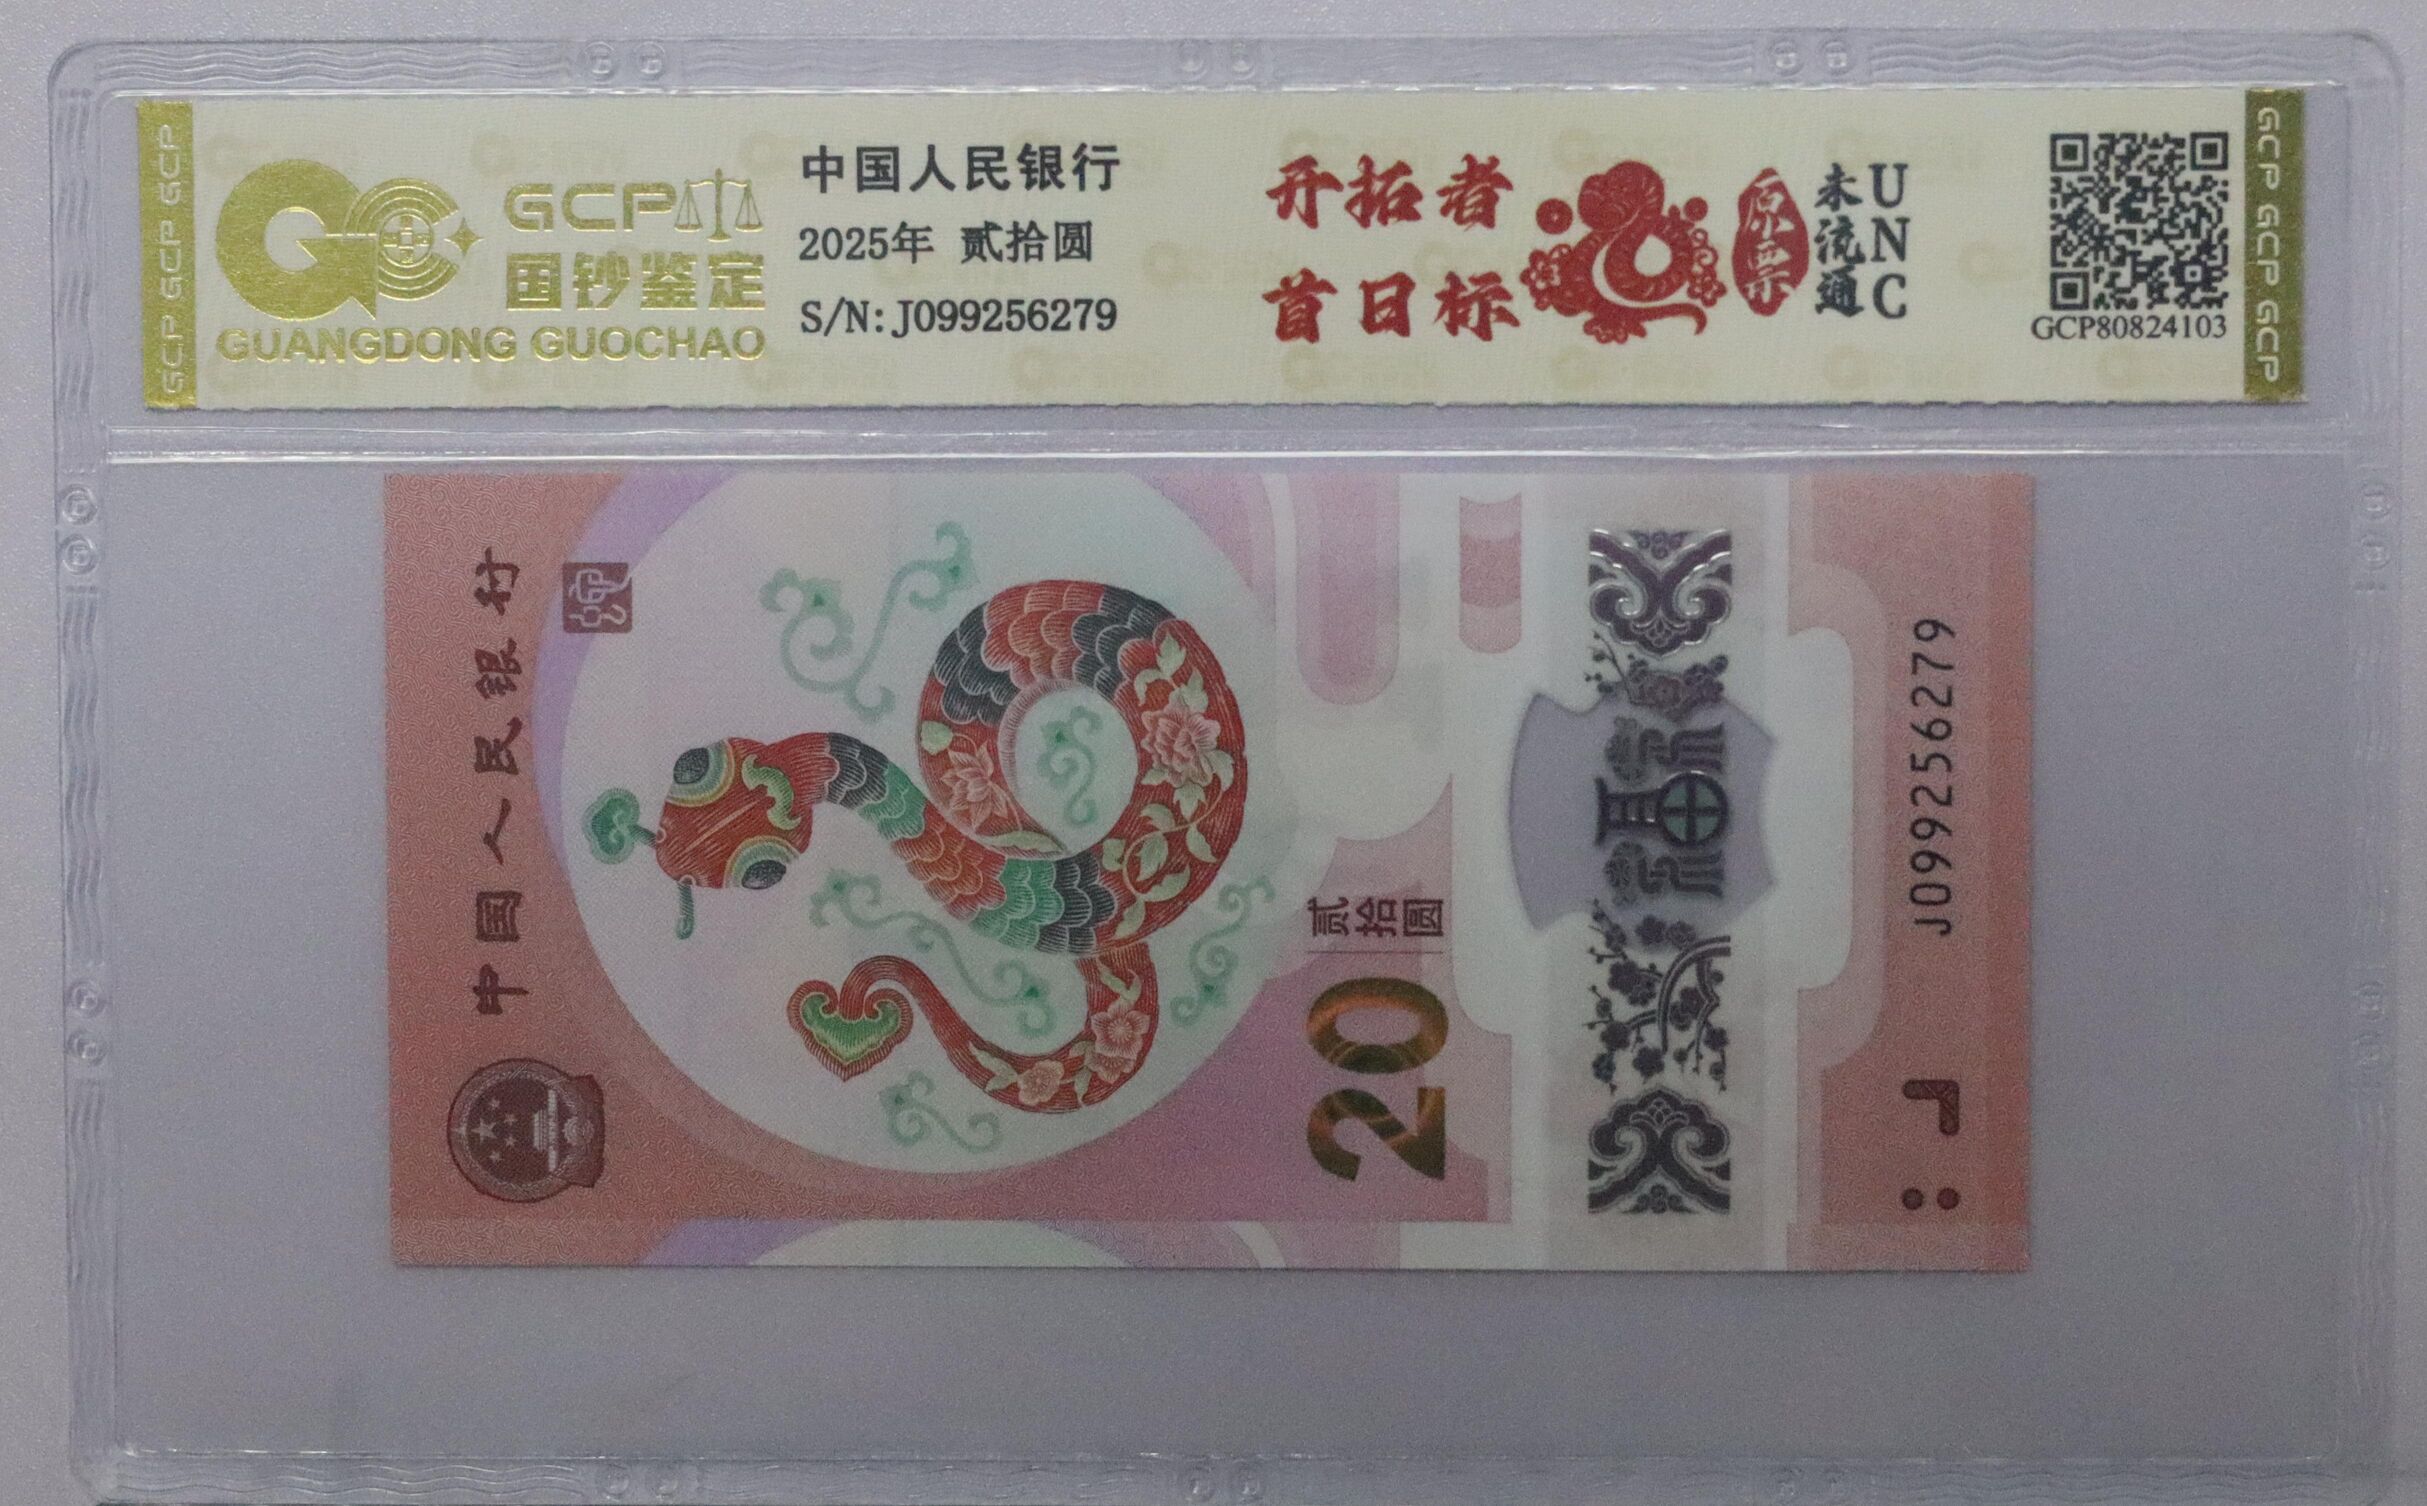 GCP
国钞鉴定
GUANGDONG GUOCHAO
中国人民银行
2025年 贰拾圆
S/N:J099256279
开拓者
首日标
原票
未流通
UNC
GCP80824103
GCP GCP GCP
GCP GCP GCP
中国人民银行
贰拾圆
20
福
J099256279
J